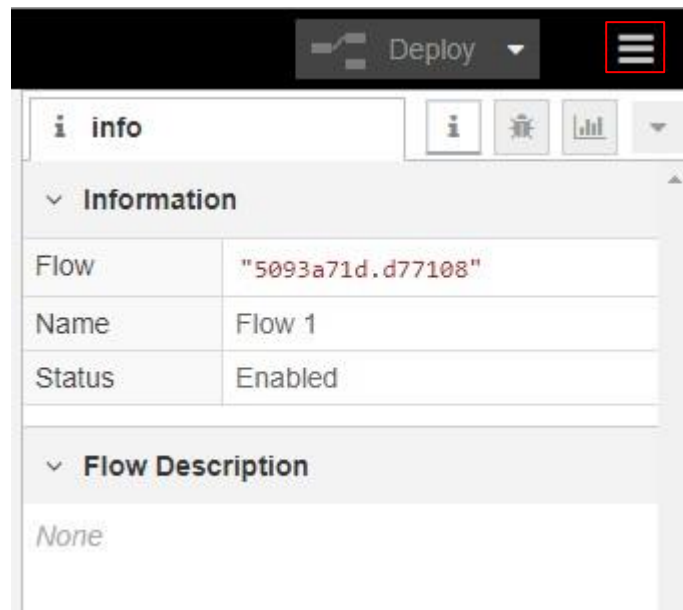 Deploy
info
Information
Flow "5093a71d.d77108"
Name Flow 1
Status Enabled
Flow Description
None